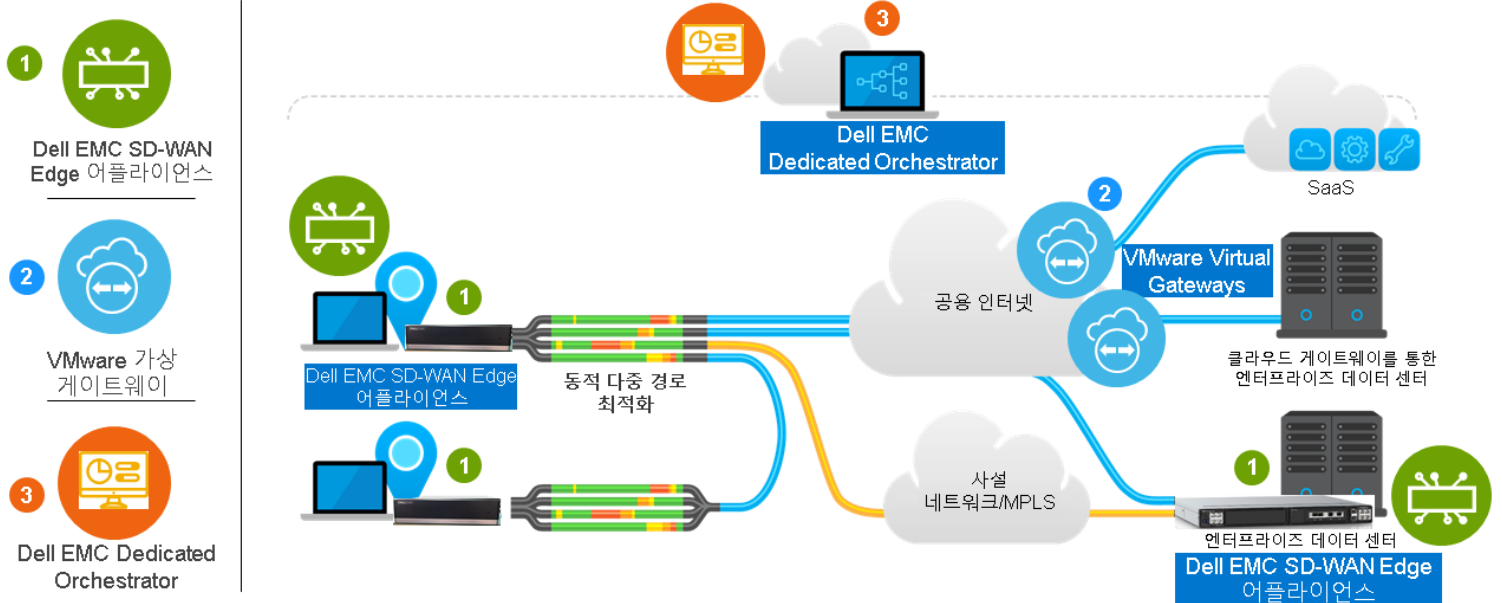 1
Dell EMC SD-WAN
Edge 어플라이언스
2
VMware 가상
게이트웨이
3
Dell EMC Dedicated
Orchestrator
3
Dell EMC
Dedicated Orchestrator
SaaS
2
VMware Virtual
Gateways
공용 인터넷
클라우드 게이트웨이를 통한
엔터프라이즈 데이터 센터
1
Dell EMC SD-WAN Edge
어플라이언스
동적 다중 경로
최적화
1
사설
네트워크/MPLS
1
엔터프라이즈 데이터 센터
Dell EMC SD-WAN Edge
어플라이언스